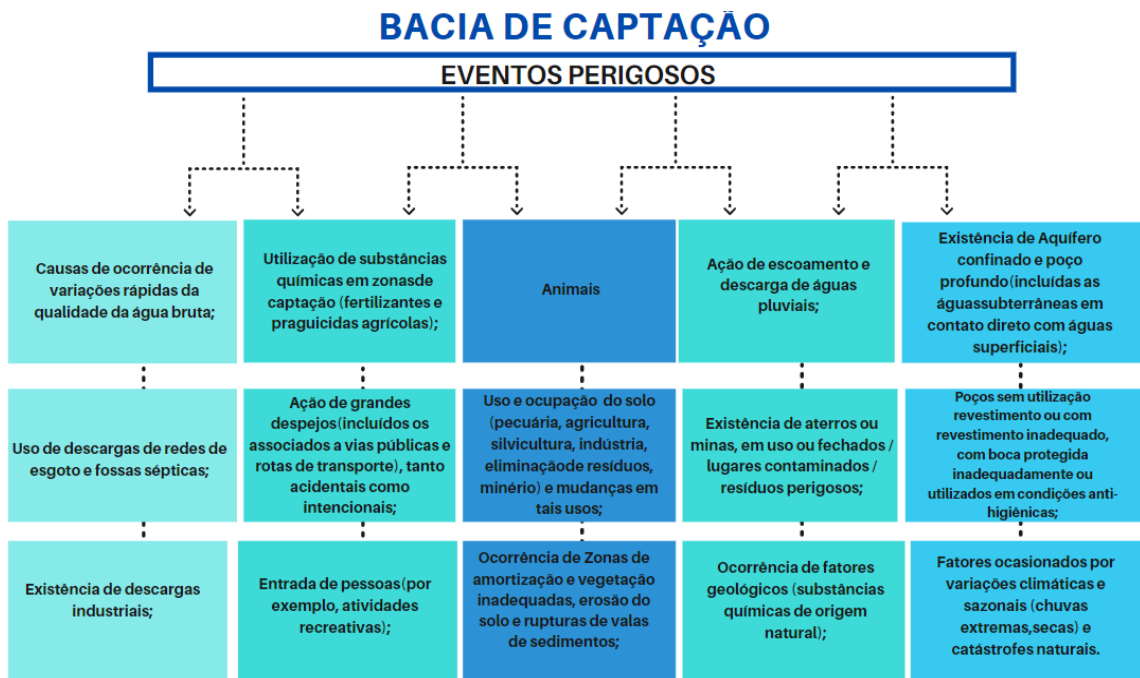 BACIA DE CAPTAÇÃO
EVENTOS PERIGOSOS
Causas de ocorrência de
variações rápidas da
qualidade da água bruta;
Utilização de substâncias
químicas em zonasde
captação (fertilizantes e
praguicidas agrícolas);
Animais
Ação de escoamento e
descarga de águas
pluviais;
Existência de Aquífero
confinado e poço
profundo(incluídas as
águassubterrâneas em
contato direto com águas
superficiais);
Uso de descargas de redes de
esgoto e fossas sépticas;
Ação de grandes
despejos(incluídos os
associados a vias públicas e
rotas de transporte), tanto
acidentais como
intencionais;
Uso e ocupação do solo
(pecuária, agricultura,
silvicultura, indústria,
eliminaçãode resíduos,
minério) e mudanças em
tais usos;
Existência de aterros ou
minas, em uso ou fechados /
lugares contaminados /
resíduos perigosos;
Poços sem utilização
revestimento ou com
revestimento inadequado,
com boca protegida
inadequadamente ou
utilizados em condições anti-
higiênicas;
Existência de descargas
industriais;
Entrada de pessoas(por
exemplo, atividades
recreativas);
Ocorrência de Zonas de
amortização e vegetação
inadequadas, erosão do
solo e rupturas de valas
de sedimentos;
Ocorrência de fatores
geológicos (substâncias
químicas de origem
natural);
Fatores ocasionados por
variações climáticas e
sazonais (chuvas
extremas,secas) e
catástrofes naturais.